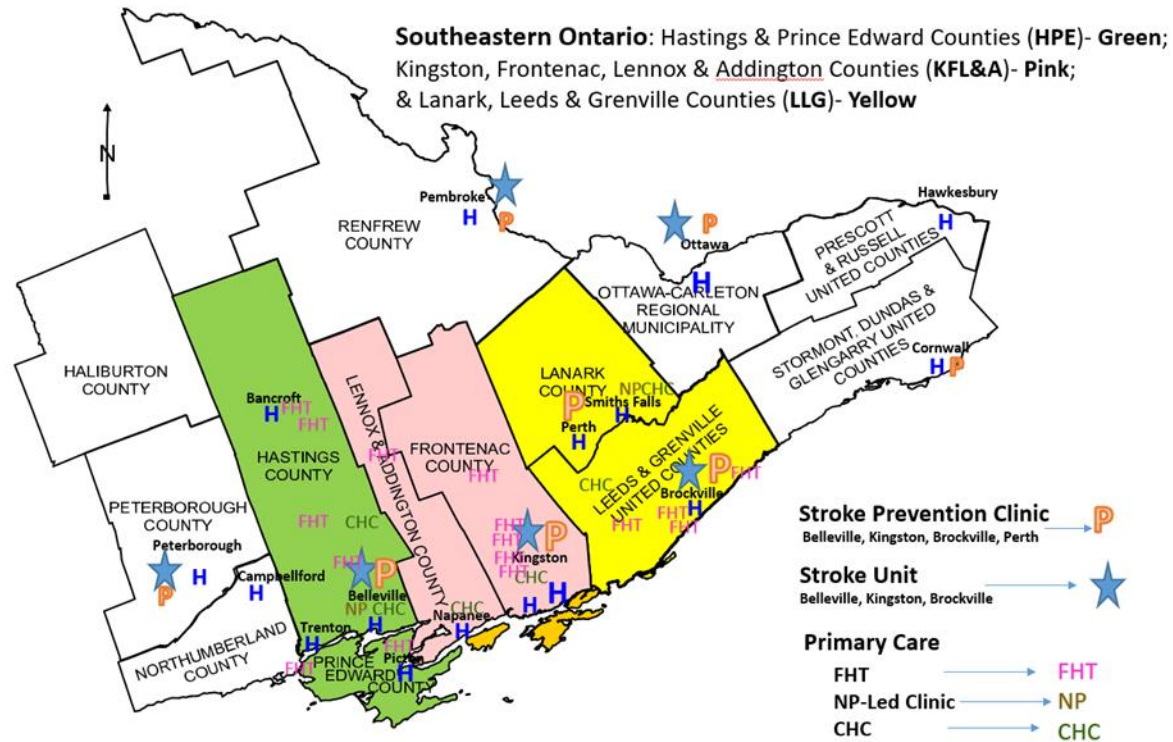 Southeastern Ontario: Hastings & Prince Edward Counties (HPE)- Green;
Kingston, Frontenac, Lennox & Addington Counties (KFL&A)- Pink;
& Lanark, Leeds & Grenville Counties (LLG)- Yellow
N
Pembroke
H
P
RENFREW
COUNTY
P
Ottawa
H
Hawkesbury
H
PRESCOTT
& RUSSELL
UNITED COUNTIES
OTTAWA-CARLETON
REGIONAL
MUNICIPALITY
STORMONT, DUNDAS &
GLENGARRY UNITED
COUNTIES
Cornwall
H P
HALIBURTON
COUNTY
Bancroft
H FHT
FHT
HASTINGS
COUNTY
LENNOX & ADDINGTON COUNTY
FHT
FRONTENAC
COUNTY
FHT
LANARK
COUNTY
NPCHC
P
Smiths Falls
H
Perth
H
LEEDS & GRENVILLE
UNITED COUNTIES
CHC
P FHT
Brockville
H
FHT
FHT FHT
PETERBOROUGH
COUNTY
Peterborough
H
P
Campbellford
H
FHT CHC
FHT
P
Belleville
NP CHC
H
FHT
FHT
FHT
FHT
P
Kingston
CHC
H H
CHC
Napanee
H
Trenton
H
NORTHUMBERLAND
COUNTY
FHT
PRINCE
EDWARD
COUNTY
FHT
Picton
H
Stroke Prevention Clinic P
Belleville, Kingston, Brockville, Perth
Stroke Unit
Belleville, Kingston, Brockville
Primary Care
FHT FHT
NP-Led Clinic NP
CHC CHC